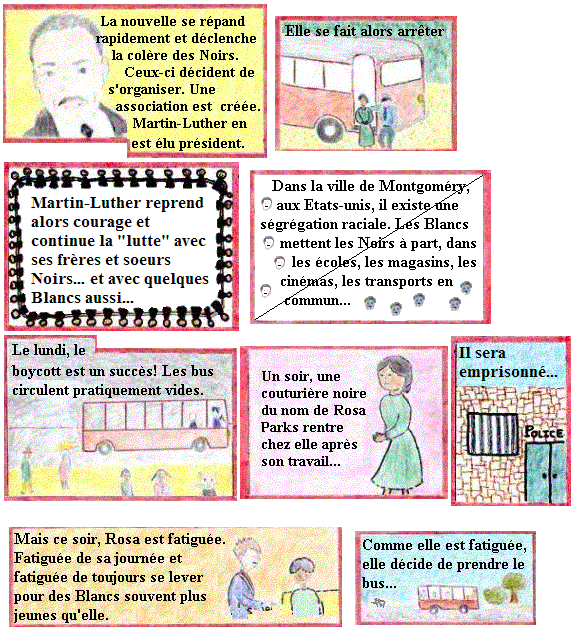 La nouvelle se répand
rapidement et déclenche
la colère des Noirs.
Ceux-ci décident de
s'organiser. Une
association est créée.
Martin-Luther en
est élu président.
Elle se fait alors arrêter
Martin-Luther reprend
alors courage et
continue la "lutte" avec
ses frères et soeurs
Noirs... et avec quelques
Blancs aussi...
Dans la ville de Montgoméry,
aux Etats-unis, il existe une
ségrégation raciale. Les Blancs
mettent les Noirs à part, dans
les écoles, les magasins, les
cinémas, les transports en
commun...
Le lundi, le
boycott est un succès! Les bus
circulent pratiquement vides.
Un soir, une
couturière noire
du nom de Rosa
Parks rentre
chez elle après
son travail...
Il sera
emprisonné...
POLICE
Mais ce soir, Rosa est fatiguée.
Fatiguée de sa journée et
fatiguée de toujours se lever
pour des Blancs souvent plus
jeunes qu'elle.
Comme elle est fatiguée,
elle décide de prendre le
bus...